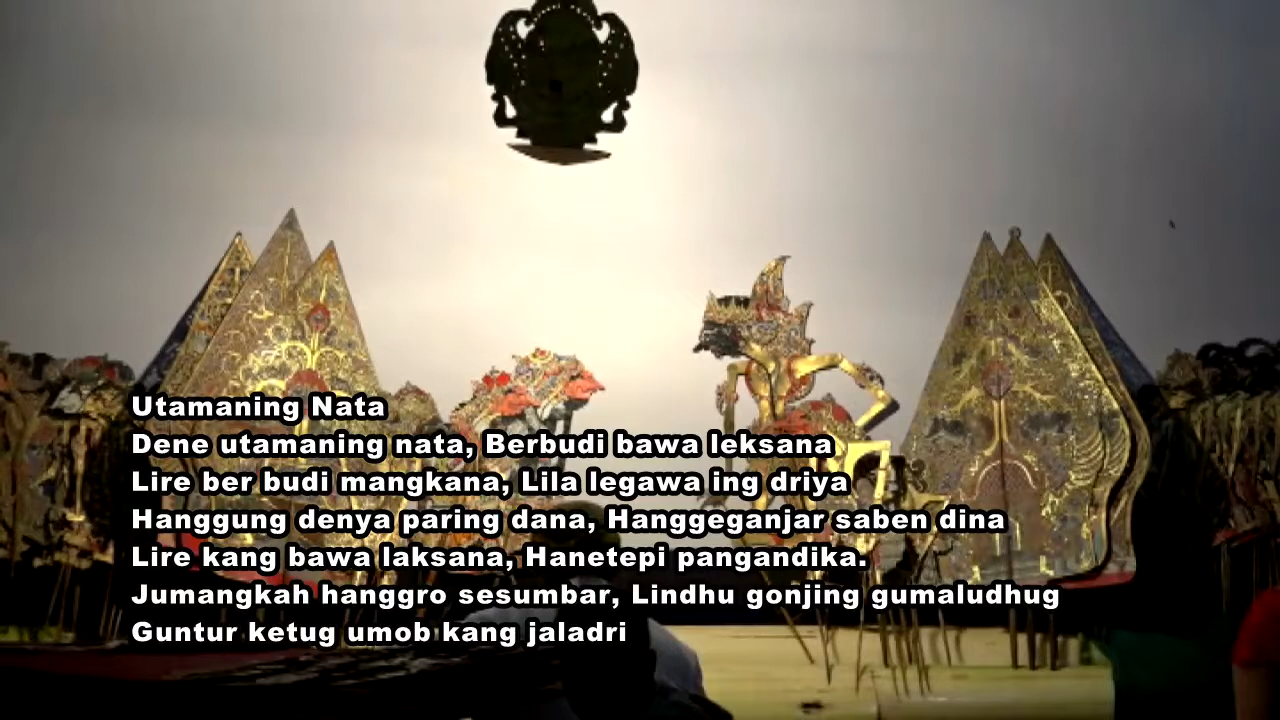 Utamaning Nata
Dene utamaning nata, Berbudi bawa leksana
Lire ber budi mangkana, Lila legawa ing driya
Hanggung denya paring dana, Hanggeganjar saben dina
Lire kang bawa laksana, Hanetepi pangandika.
Jumangkah hanggro sesumbar, Lindhu gonjing gumaludhug
Guntur ketug umob kang jaladri